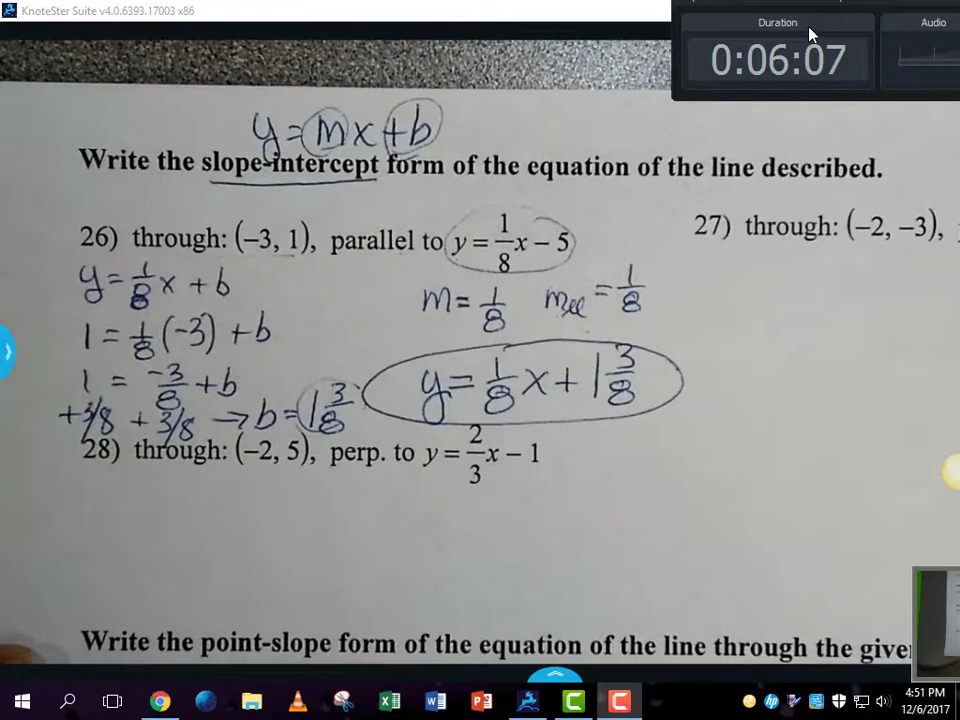 KnoteSter Suite v4.0.6393.17003 x86
Duration
Audio
0:06:07
y=mx+b
Write the slope-intercept form of the equation of the line described.
26) through: (−3, 1), parallel to y = 1/8 x − 5
27) through: (−2, −3),
y = 1/8 x + b
m = 1/8
m = 1/8
1 = 1/8 (-3) + b
1 = -3/8 + b
+3/8 + 3/8 → b = 1 3/8
y = 1/8 x + 1 3/8
28) through: (−2, 5), perp. to y = 2/3 x − 1
Write the point-slope form of the equation of the line through the give
4:51 PM
12/6/2017